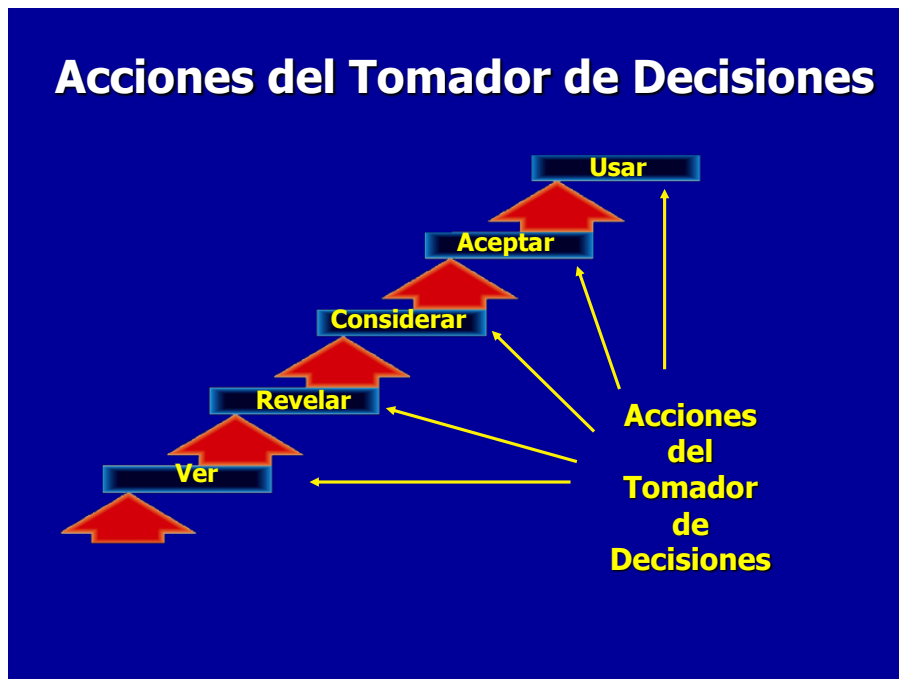 Acciones del Tomador de Decisiones
Usar
Aceptar
Considerar
Revelar
Ver
Acciones
del
Tomador
de
Decisiones